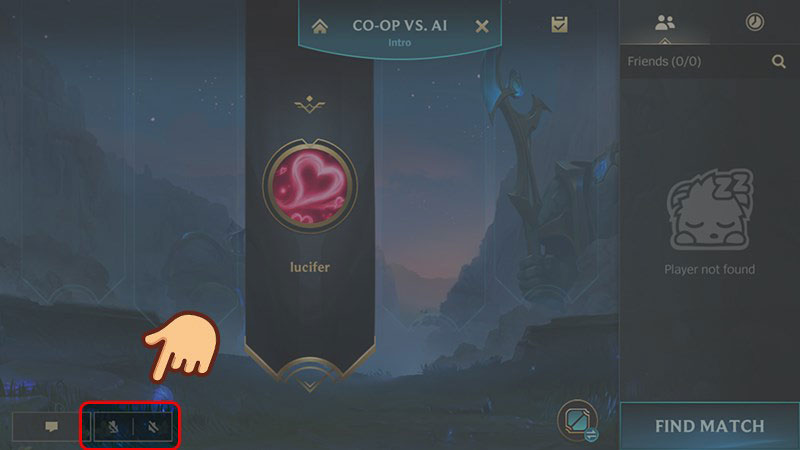 CO-OP VS. AI
Intro
Friends (0/0)
lucifer
Player not found
FIND MATCH